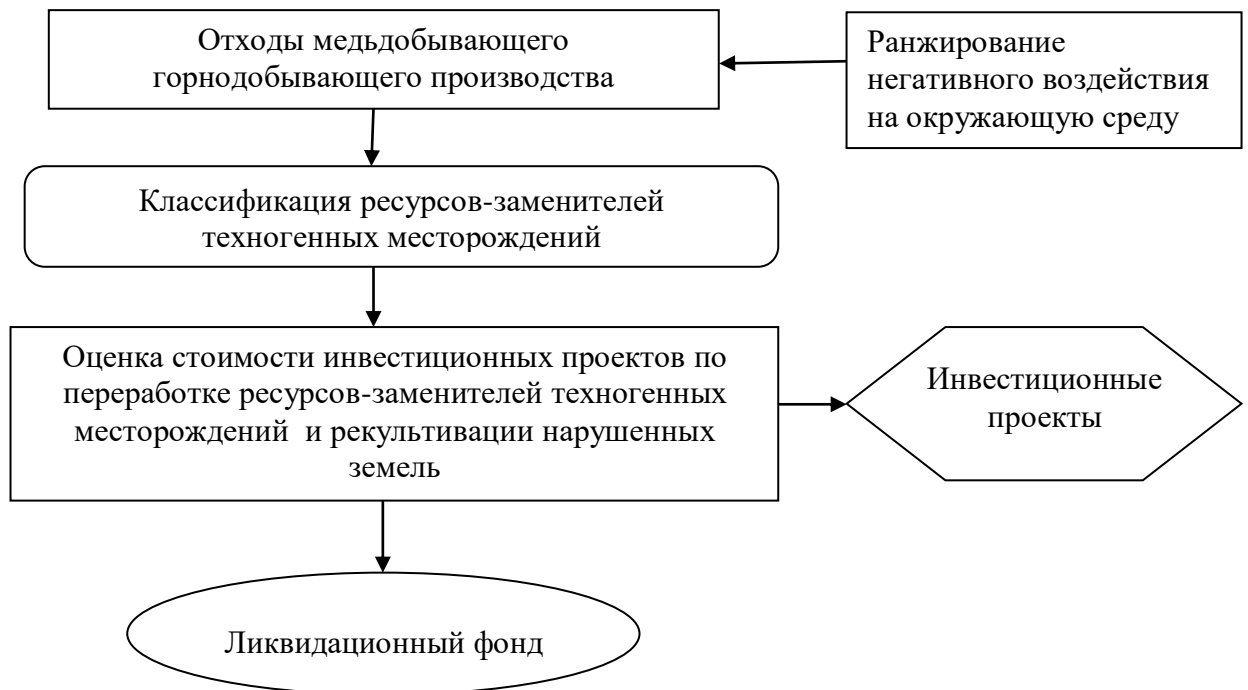 Отходы медьдобывающего
горнодобывающего производства
Ранжирование
негативного воздействия
на окружающую среду
Классификация ресурсов-заменителей
техногенных месторождений
Оценка стоимости инвестиционных проектов по
переработке ресурсов-заменителей техногенных
месторождений и рекультивации нарушенных
земель
Инвестиционные
проекты
Ликвидационный фонд